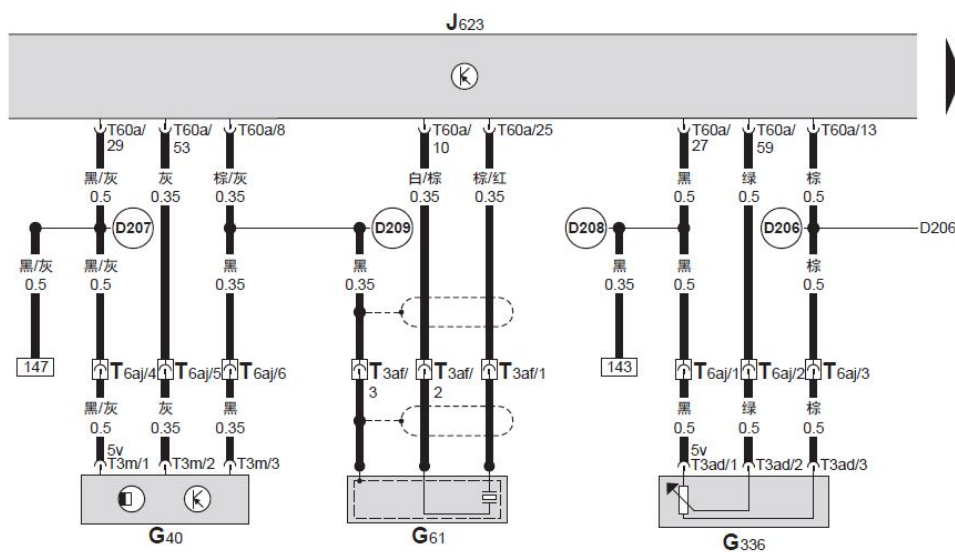 J623
T60a/ T60a/ T60a/8 T60a/ T60a/25 T60a/ T60a/ T60a/13
29 53 10 27 59
黑/灰 灰 棕/灰 白/棕 棕/红 黑 绿 棕
0.5 0.35 0.35 0.35 0.35 0.5 0.5 0.5
D207 D209 D208 D206 D206
黑/灰 黑/灰 黑 黑 黑 黑 棕
0.5 0.5 0.35 0.35 0.35 0.5 0.5
147 T6aj/4 T6aj/5 T6aj/6 T3af/ T3af/ T3af/1 143 T6aj/1 T6aj/2 T6aj/3
3 2
黑/灰 灰 黑 黑 绿 棕
0.5 0.35 0.35 0.5 0.5 0.5
5v 5v
T3m/1 T3m/2 T3m/3 T3ad/1 T3ad/2 T3ad/3
G40 G61 G336